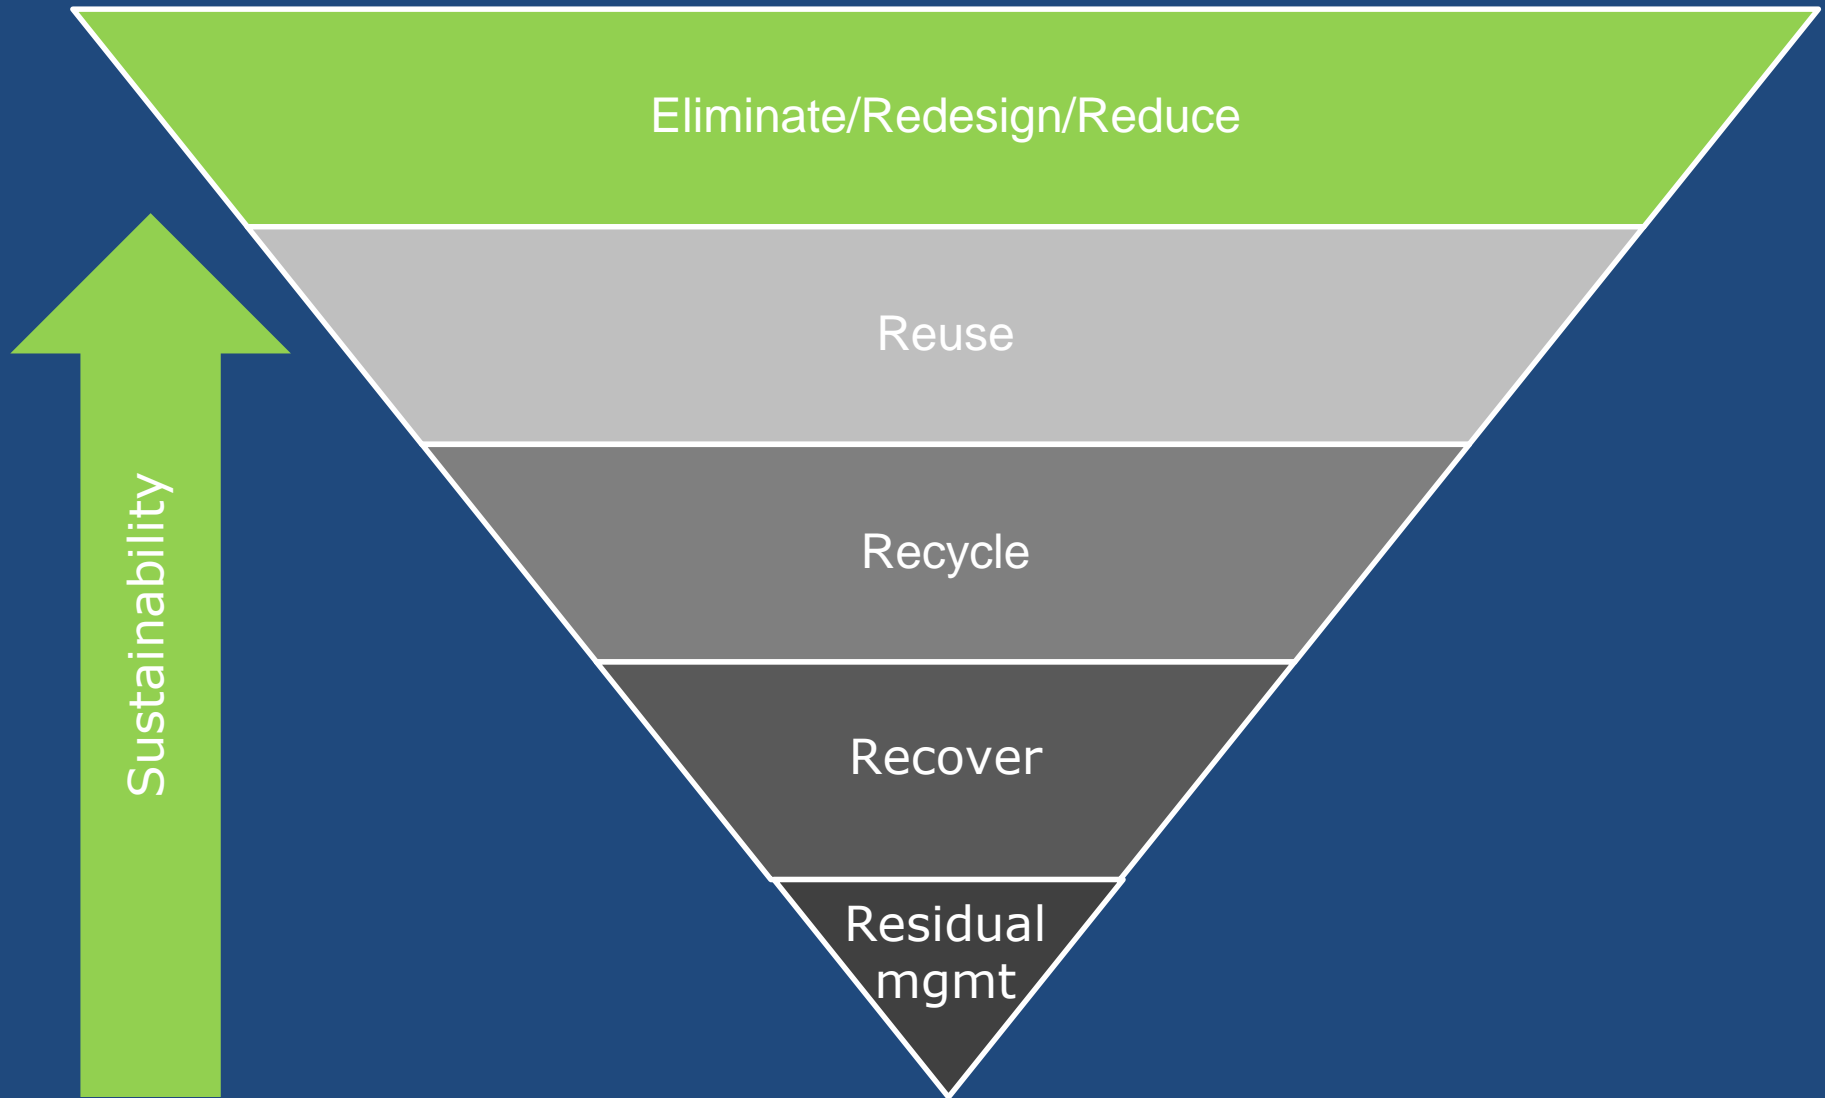 Eliminate/Redesign/Reduce
Reuse
Recycle
Recover
Residual
mgmt
Sustainability